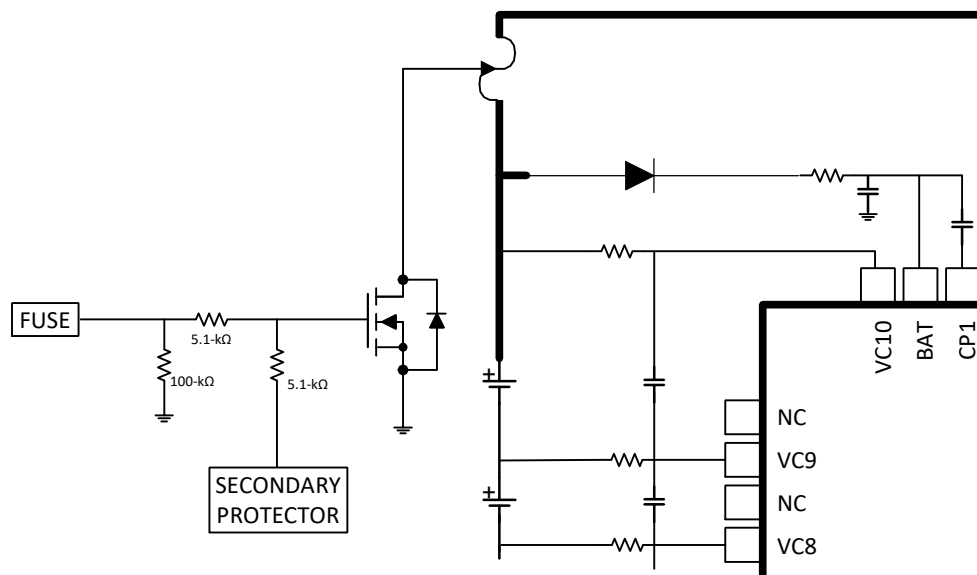 FUSE
5.1-kΩ
100-kΩ
5.1-kΩ
SECONDARY
PROTECTOR
+
+
VC10
BAT
CP1
NC
VC9
NC
VC8